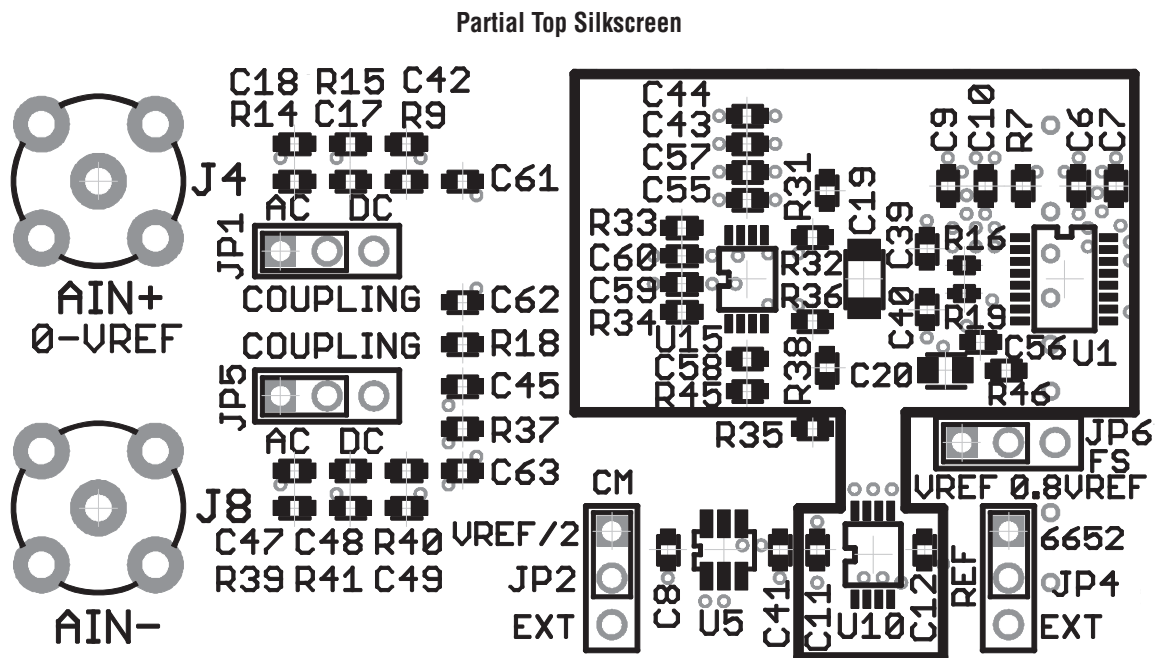 Partial Top Silkscreen
C18 R15 C42
R14 C17 R9
J4
C61
AC DC
JP1
COUPLING
AIN+
0-VREF
COUPLING
JP5
AC DC
J8
C47 C48 R40
R39 R41 C49
AIN-
C62
R18
C45
R37
C63
C44
C43
C57
C55
R33
C60
C59
R34
U15
C58
R45
R31
R32
R36
R38
C19
C39
C40
C20
C9
C10
R7
C6
C7
R16
R19
C56
U1
R46
R35
JP6
FS
VREF 0.8VREF
CM
VREF/2
JP2
EXT
C8
U5
C41
C11
U10
C12
REF
6652
JP4
EXT